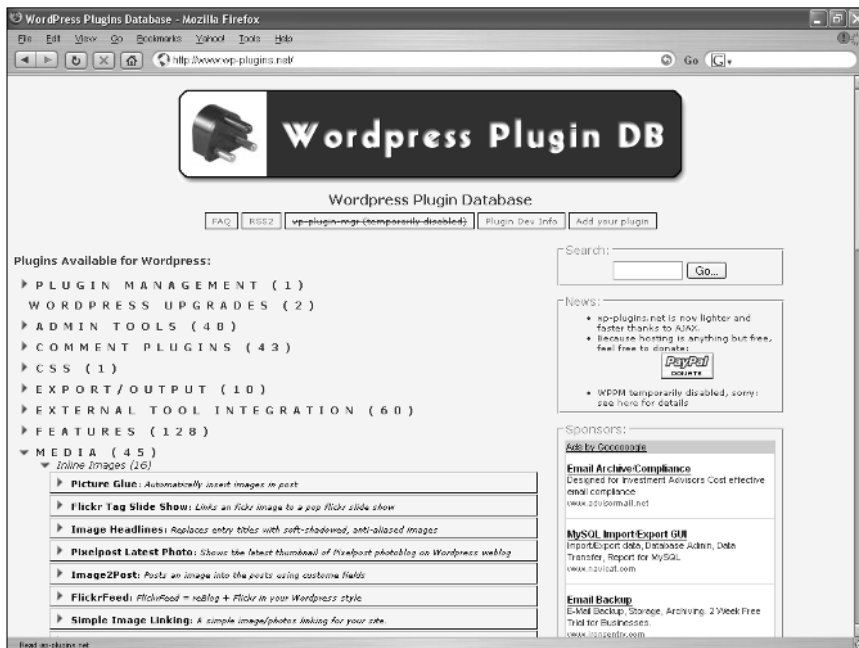 WordPress Plugins Database - Mozilla Firefox
File Edit View Go Bookmarks Yahoo! Tools Help
http://www.wp-plugins.net/
Go
G
Wordpress Plugin DB
Wordpress Plugin Database
FAQ RSS2 wp-plugin-mgr (temporarily disabled) Plugin Dev Info Add your plugin
Plugins Available for Wordpress:
PLUGIN MANAGEMENT (1)
WORDPRESS UPGRADES (2)
ADMIN TOOLS (40)
COMMENT PLUGINS (43)
CSS (1)
EXPORT/OUTPUT (10)
EXTERNAL TOOL INTEGRATION (60)
FEATURES (128)
MEDIA (45)
Inline Images (16)
Picture Glue: Automatically insert images in post
Flickr Tag Slide Show: Links an fickr image to a pop flickr slide show
Image Headlines: Replaces entry titles with soft-shadowed, anti-aliased images
Pixelpost Latest Photo: Shows the latest thumbnail of Pixelpost photoblog on Wordpress weblog
Image2Post: Posts an image into the posts using custome fields
FlickrFeed: FlickrFeed = reBlog + Flickr in your Wordpress style
Simple Image Linking: A simple image/photos linking for your site.
Search:
Go...
News:
wp-plugins.net is now lighter and
faster thanks to AJAX.
Because hosting is anything but free,
feel free to donate:
PayPal
DONATE
WPPM temporarily disabled, sorry:
see here for details
Sponsors:
Ads by Goooooogle
Email Archive/Compliance
Designed for Investment Advisors Cost effective
email compliance
www.advisormail.net
MySQL Import/Export GUI
Import/Export data, Database Admin, Data
Transfer, Report for MySQL
www.navicat.com
Email Backup
E-Mail Backup, Storage, Archiving. 2 Week Free
Trial for Businesses.
www.ironsentry.com
Read wp-plugins.net